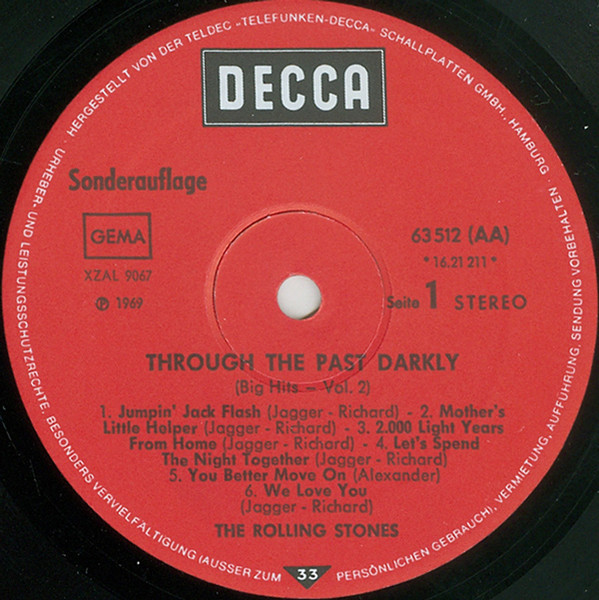 HERGESTELLT VON DER TELDEC »TELEFUNKEN-DECCA« SCHALLPLATTEN GMBH., HAMBURG
DECCA
Sonderauflage
GEMA
XZAL 9067
Ⓟ 1969
63 512 (AA)
* 16.21 211 *
Seite 1 STEREO
THROUGH THE PAST DARKLY
(Big Hits – Vol. 2)
1. Jumpin' Jack Flash (Jagger - Richard) - 2. Mother's
Little Helper (Jagger - Richard) - 3. 2.000 Light Years
From Home (Jagger - Richard) - 4. Let's Spend
The Night Together (Jagger - Richard)
5. You Better Move On (Alexander)
6. We Love You
(Jagger - Richard)
THE ROLLING STONES
URHEBER- UND LEISTUNGSSCHUTZRECHTE, BESONDERS VERVIELFÄLTIGUNG (AUSSER ZUM PERSÖNLICHEN GEBRAUCH), VERMIETUNG, AUFFÜHRUNG, SENDUNG VORBEHALTEN
33